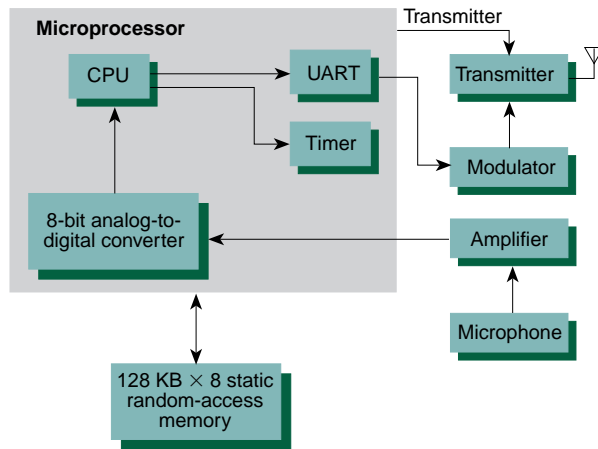 Microprocessor
Transmitter
CPU
UART
Transmitter
Timer
Modulator
8-bit analog-to-
digital converter
Amplifier
Microphone
128 KB × 8 static
random-access
memory